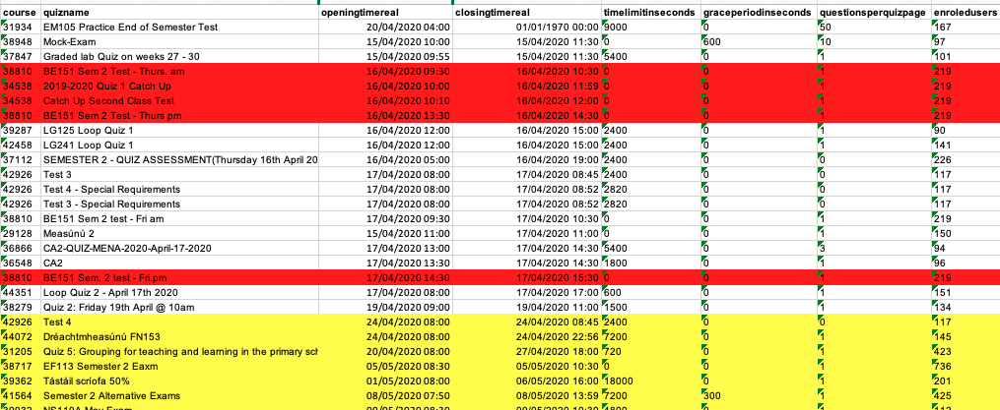 course quizname openingtimereal closingtimereal timelimitinseconds graceperiodinseconds questionsperquizpage enroledusers
31934 EM105 Practice End of Semester Test 20/04/2020 04:00 01/01/1970 00:00 9000 0 50 167
38948 Mock-Exam 15/04/2020 10:00 15/04/2020 11:30 0 600 10 97
37847 Graded lab Quiz on weeks 27 - 30 15/04/2020 09:55 15/04/2020 11:30 5400 0 1 101
38810 BE151 Sem 2 Test - Thurs. am 16/04/2020 09:30 16/04/2020 10:30 0 0 1 219
34538 2019-2020 Quiz 1 Catch Up 16/04/2020 10:00 16/04/2020 11:59 0 0 1 219
34538 Catch Up Second Class Test 16/04/2020 10:10 16/04/2020 12:00 0 0 1 219
38810 BE151 Sem 2 Test - Thurs pm 16/04/2020 13:30 16/04/2020 14:30 0 0 1 219
39287 LG125 Loop Quiz 1 16/04/2020 12:00 16/04/2020 15:00 2400 0 1 90
42458 LG241 Loop Quiz 1 16/04/2020 12:00 16/04/2020 15:00 2400 0 1 141
37112 SEMESTER 2 - QUIZ ASSESSMENT(Thursday 16th April 20 16/04/2020 05:00 16/04/2020 19:00 2400 0 0 226
42926 Test 3 17/04/2020 08:00 17/04/2020 08:45 2400 0 0 117
42926 Test 4 - Special Requirements 17/04/2020 08:00 17/04/2020 08:52 2820 0 0 117
42926 Test 3 - Special Requirements 17/04/2020 08:00 17/04/2020 08:52 2820 0 0 117
38810 BE151 Sem 2 test - Fri am 17/04/2020 09:30 17/04/2020 10:30 0 0 1 219
29128 Measúnú 2 15/04/2020 11:00 17/04/2020 11:00 0 0 1 150
36866 CA2-QUIZ-MENA-2020-April-17-2020 17/04/2020 13:00 17/04/2020 14:30 5400 0 3 94
36548 CA2 17/04/2020 13:30 17/04/2020 14:30 1800 0 1 96
38810 BE151 Sem. 2 test - Fri.pm 17/04/2020 14:30 17/04/2020 15:30 0 0 1 219
44351 Loop Quiz 2 - April 17th 2020 17/04/2020 08:00 17/04/2020 17:00 600 0 1 151
38279 Quiz 2: Friday 19th April @ 10am 19/04/2020 09:00 19/04/2020 11:00 1500 0 1 134
42926 Test 4 24/04/2020 08:00 24/04/2020 08:45 2400 0 0 117
44072 Dréachtmheasúnú FN153 24/04/2020 08:00 24/04/2020 22:56 7200 0 1 145
31205 Quiz 5: Grouping for teaching and learning in the primary sch 20/04/2020 08:00 27/04/2020 18:00 720 0 1 423
38717 EF113 Semester 2 Eaxm 05/05/2020 08:30 05/05/2020 10:30 0 0 1 736
39362 Tástáil scríofa 50% 01/05/2020 08:00 06/05/2020 16:00 18000 0 1 201
41564 Semester 2 Alternative Exams 08/05/2020 07:50 08/05/2020 13:59 7200 300 1 425